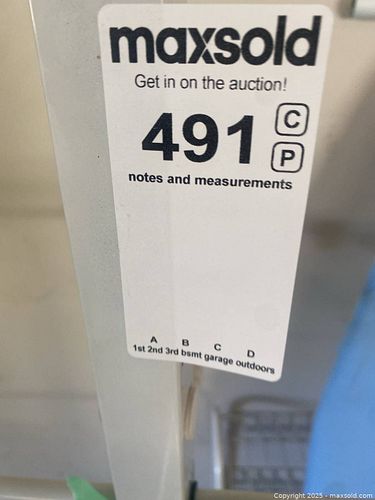 maxsold
Get in on the auction!
491
C
P
notes and measurements
A B C D
1st 2nd 3rd bsmt garage outdoors
Copyright 2025 - maxsold.com